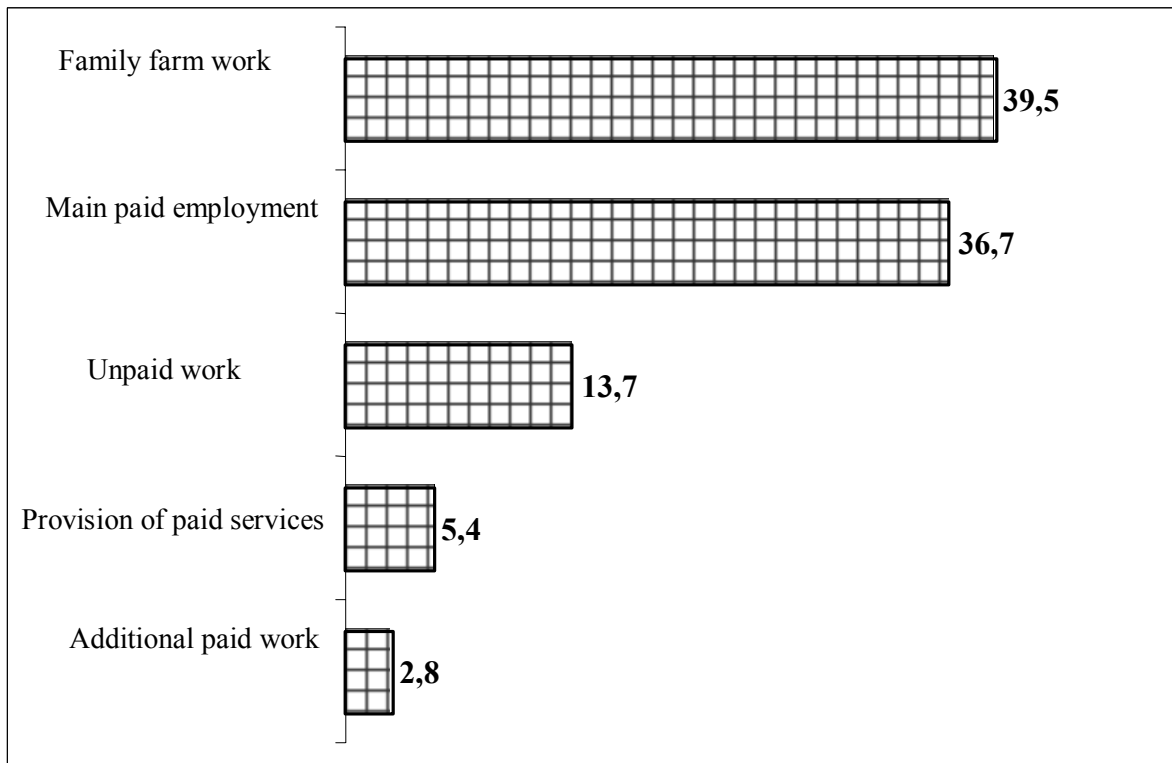 Family farm work
39,5
Main paid employment
36,7
Unpaid work
13,7
Provision of paid services
5,4
Additional paid work
2,8